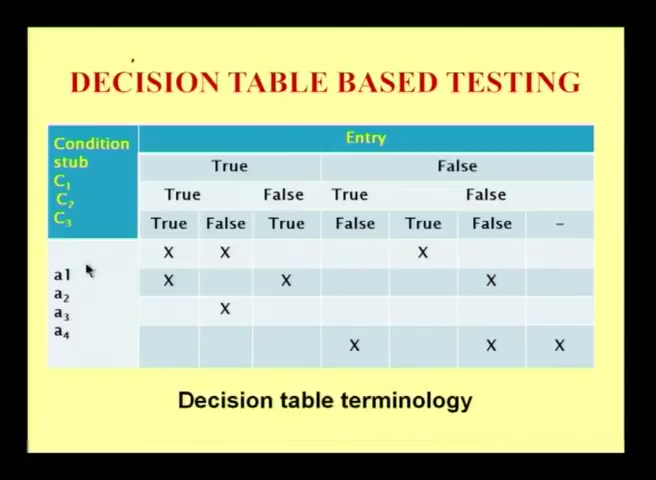 DECISION TABLE BASED TESTING
Condition stub Entry
C1 True False
C2 True False True False
C3 True False True False True False –
a1 X X X
a2 X X X
a3 X
a4 X X X
Decision table terminology